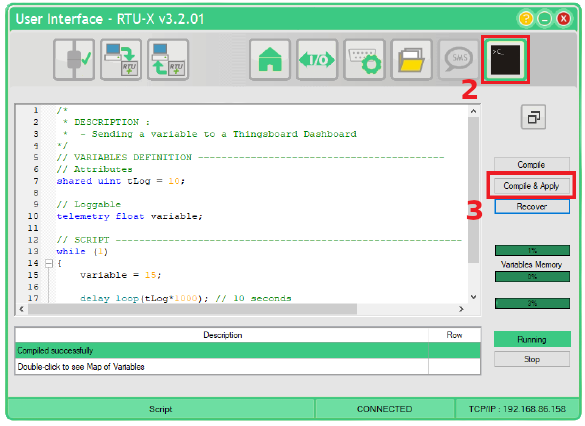 User Interface - RTU-X v3.2.01
?
RTU
RTU
I/O
SMS
>C_
2
1 /*
2 * DESCRIPTION :
3 * - Sending a variable to a Thingsboard Dashboard
4 */
5 // VARIABLES DEFINITION ------------------------------------------
6 // Attributes
7 shared uint tLog = 10;
8
9 // Loggable
10 telemetry float variable;
11
12 // SCRIPT -----------------------------------------------------------
13 while (1)
14 {
15 variable = 15;
16
17 delay_loop(tLog*1000); // 10 seconds
Compile
Compile & Apply
3
Recover
1%
Variables Memory
0%
2%
Description Row
Compiled successfully
Double-click to see Map of Variables
Running
Stop
Script CONNECTED TCP/IP : 192.168.86.158